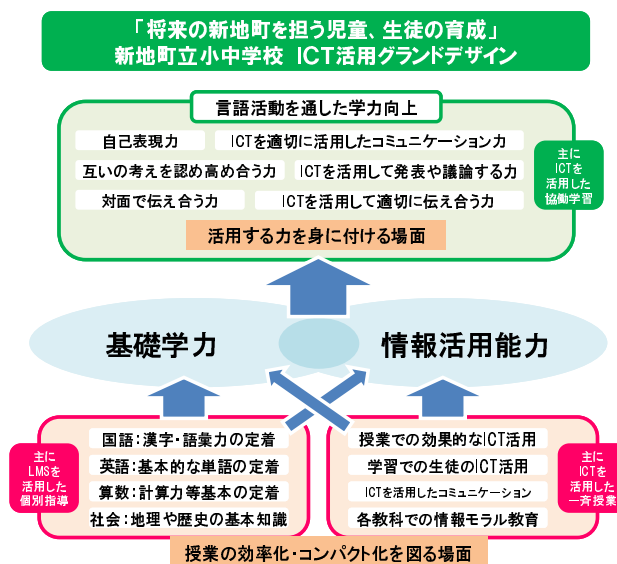 「将来の新地町を担う児童、生徒の育成」
新地町立小中学校 ICT活用グランドデザイン
言語活動を通した学力向上
自己表現力
ICTを適切に活用したコミュニケーション力
互いの考えを認め高め合う力
ICTを活用して発表や議論する力
対面で伝え合う力
ICTを活用して適切に伝え合う力
主に
ICTを
活用した
協働学習
活用する力を身に付ける場面
基礎学力
情報活用能力
主に
LMSを
活用した
個別指導
国語：漢字・語彙力の定着
英語：基本的な単語の定着
算数：計算力等基本の定着
社会：地理や歴史の基本知識
授業での効果的なICT活用
学習での生徒のICT活用
ICTを活用したコミュニケーション
各教科での情報モラル教育
主に
ICTを
活用した
一斉授業
授業の効率化・コンパクト化を図る場面